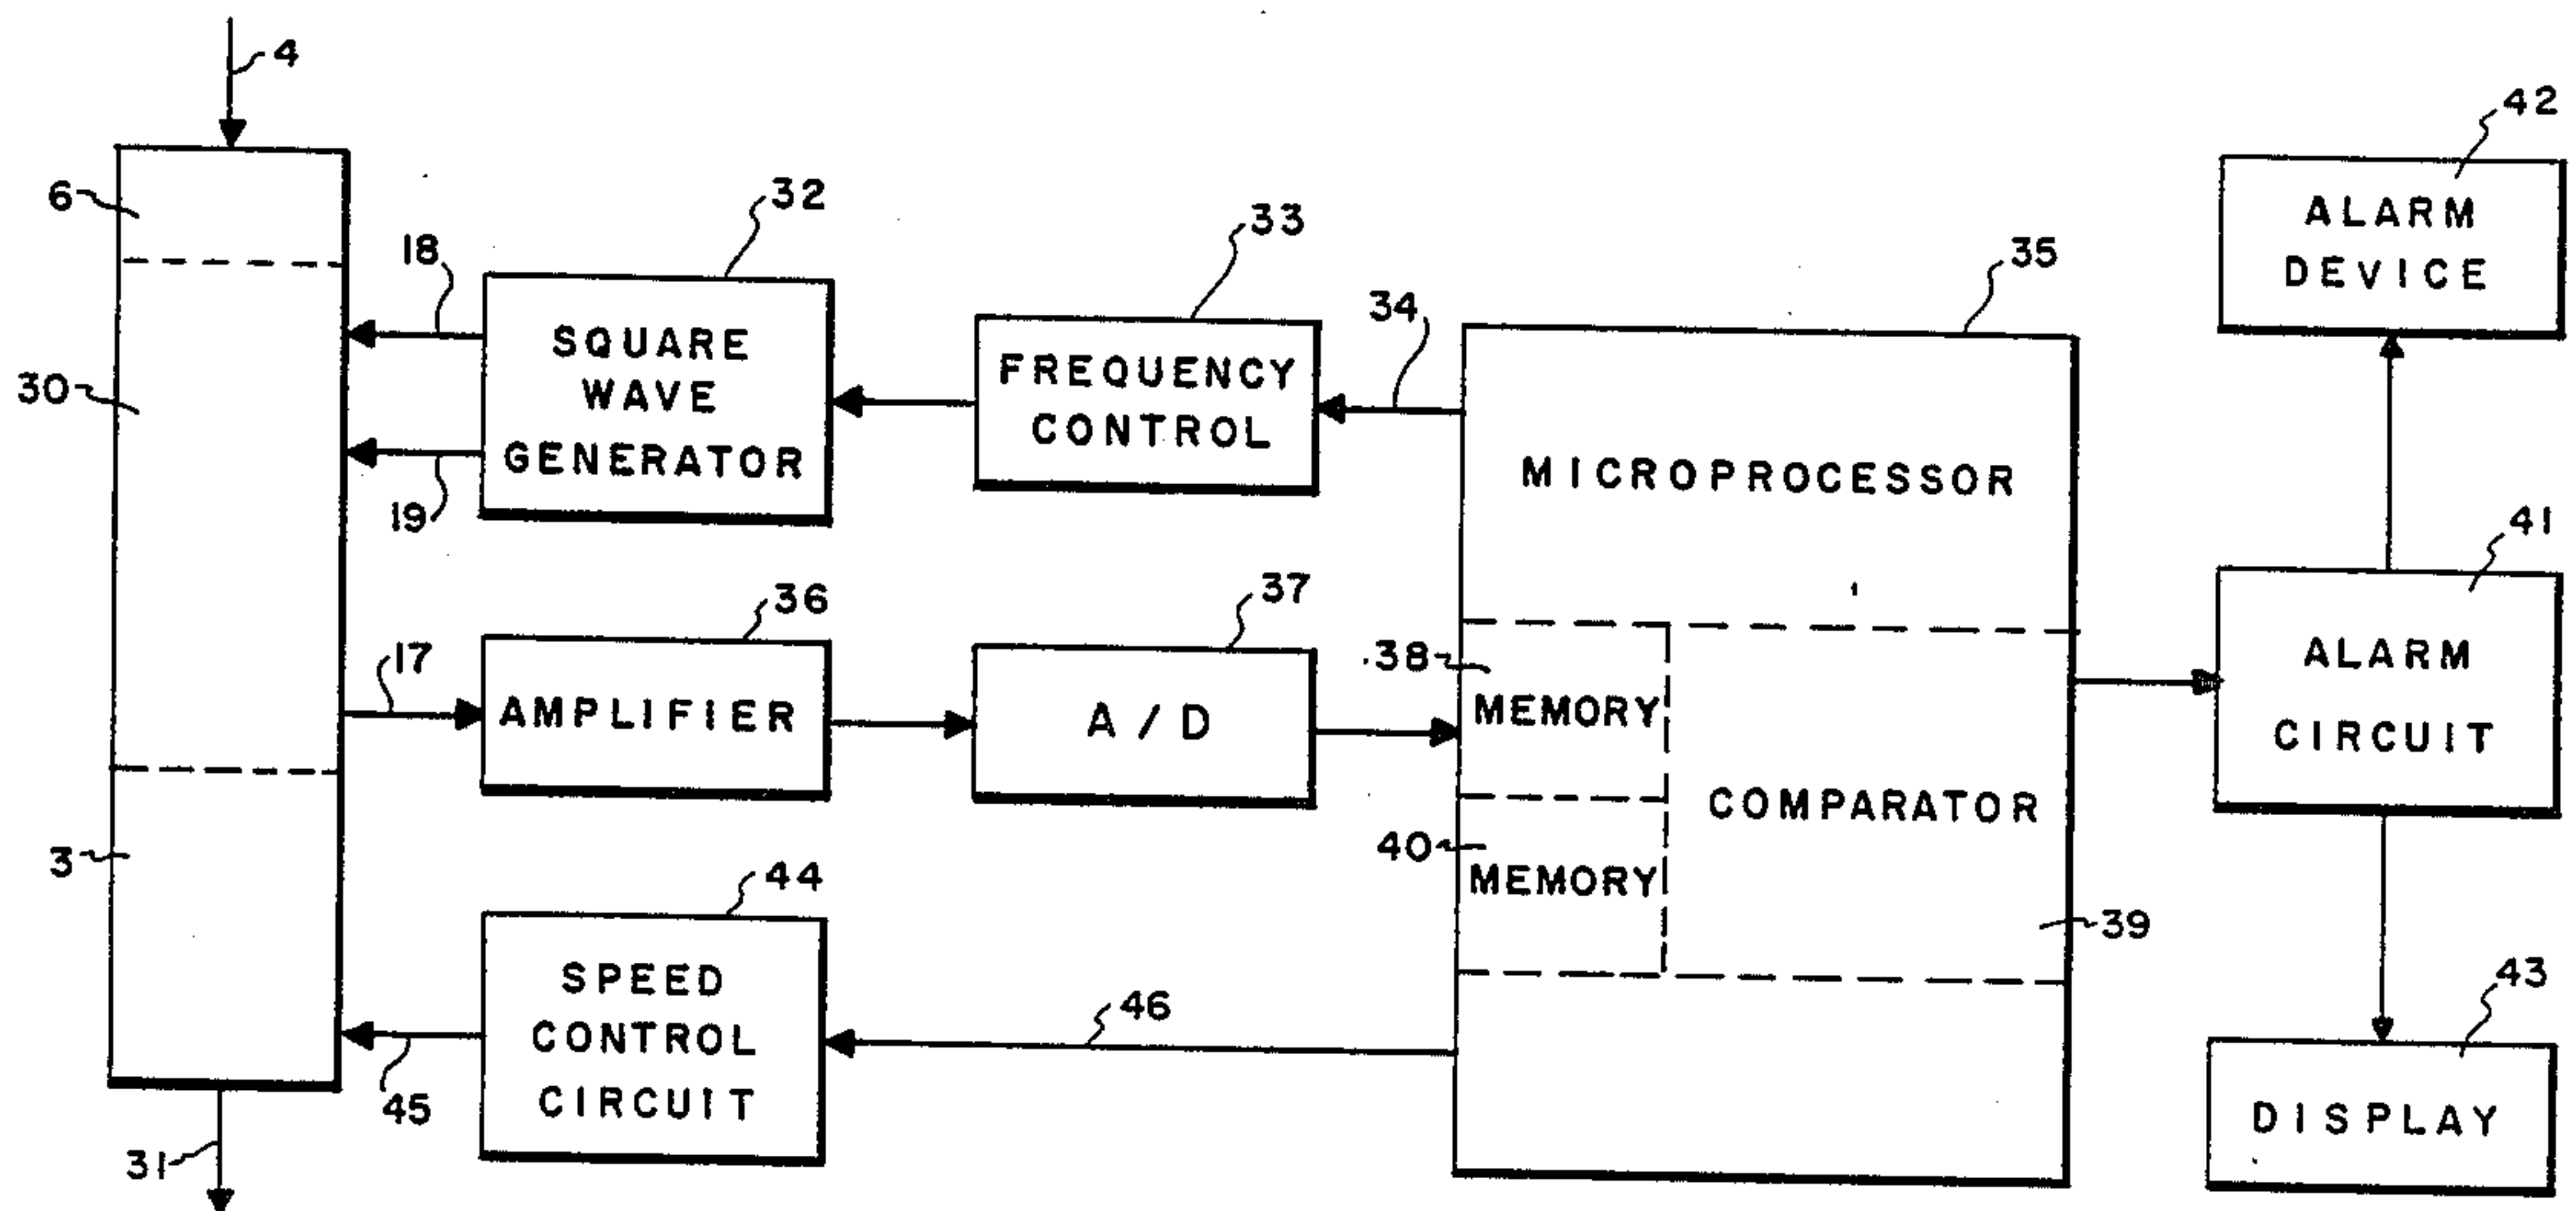 4
6
30
3
31
18
19
32
SQUARE
WAVE
GENERATOR
33
FREQUENCY
CONTROL
34
35
MICROPROCESSOR
17
36
AMPLIFIER
37
A/D
38
MEMORY
40
MEMORY
COMPARATOR
39
44
SPEED
CONTROL
CIRCUIT
45
46
42
ALARM
DEVICE
41
ALARM
CIRCUIT
43
DISPLAY